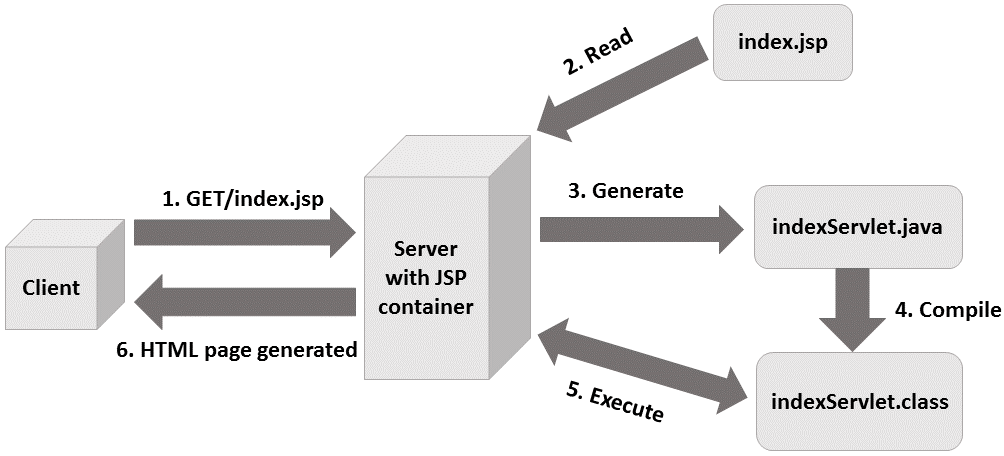 index.jsp
2. Read
1. GET/index.jsp
3. Generate
indexServlet.java
Server
with JSP
container
Client
4. Compile
6. HTML page generated
5. Execute
indexServlet.class